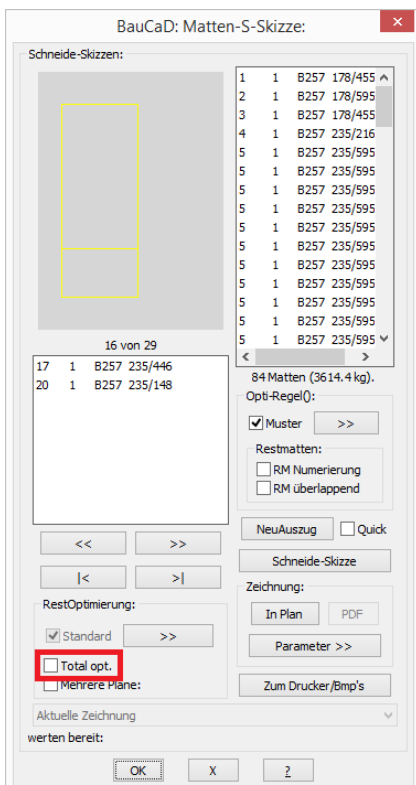 BauCaD: Matten-S-Skizze:
Schneide-Skizzen:
1 1 B257 178/455
2 1 B257 178/595
3 1 B257 178/455
4 1 B257 235/216
5 1 B257 235/595
5 1 B257 235/595
5 1 B257 235/595
5 1 B257 235/595
5 1 B257 235/595
5 1 B257 235/595
5 1 B257 235/595
5 1 B257 235/595
5 1 B257 235/595
5 1 B257 235/595
16 von 29
17 1 B257 235/446
20 1 B257 235/148
<< >>
|< >|
RestOptimierung:
Standard >>
Total opt.
Mehrere Pläne:
84 Matten (3614.4 kg).
Opti-Regel():
Muster >>
Restmatten:
RM Numerierung
RM überlappend
NeuAuszug Quick
Schneide-Skizze
Zeichnung:
In Plan PDF
Parameter >>
Zum Drucker/Bmp's
Aktuelle Zeichnung
werten bereit:
OK X ?